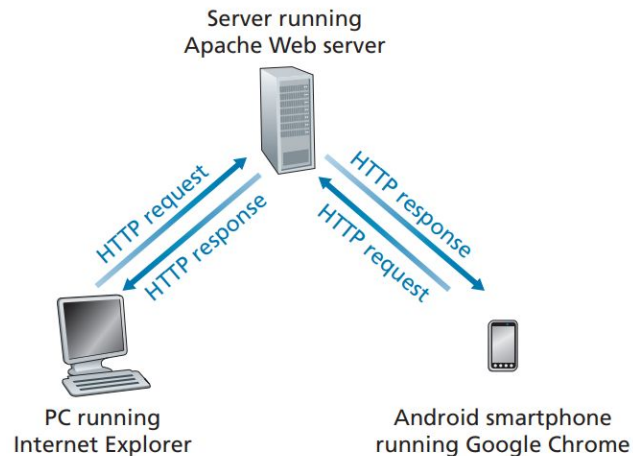 Server running
Apache Web server
HTTP request
HTTP response
HTTP response
HTTP request
PC running
Internet Explorer
Android smartphone
running Google Chrome